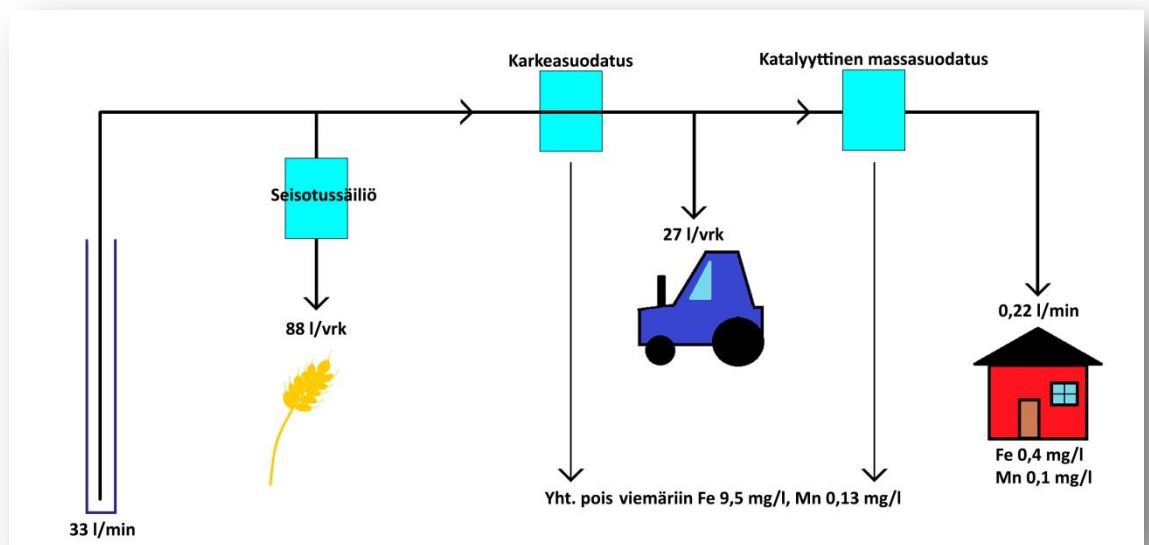 Karkeasuodatus
Katalyyttinen massasuodatus
Seisotussäiliö
27 l/vrk
88 l/vrk
0,22 l/min
Fe 0,4 mg/l
Mn 0,1 mg/l
Yht. pois viemäriin Fe 9,5 mg/l, Mn 0,13 mg/l
33 l/min